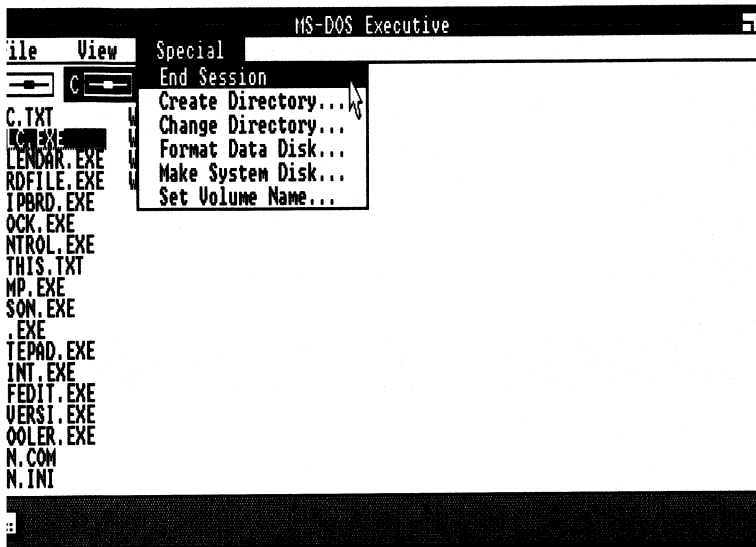 MS-DOS Executive
ile View Special
C
End Session
Create Directory...
Change Directory...
Format Data Disk...
Make System Disk...
Set Volume Name...
C.TXT W
LC.EXE W
LENDAR.EXE W
RDFILE.EXE W
IPBRD.EXE
OCK.EXE
NTROL.EXE
THIS.TXT
MP.EXE
SON.EXE
.EXE
TEPAD.EXE
INT.EXE
FEDIT.EXE
VERSI.EXE
OOLER.EXE
N.COM
N.INI